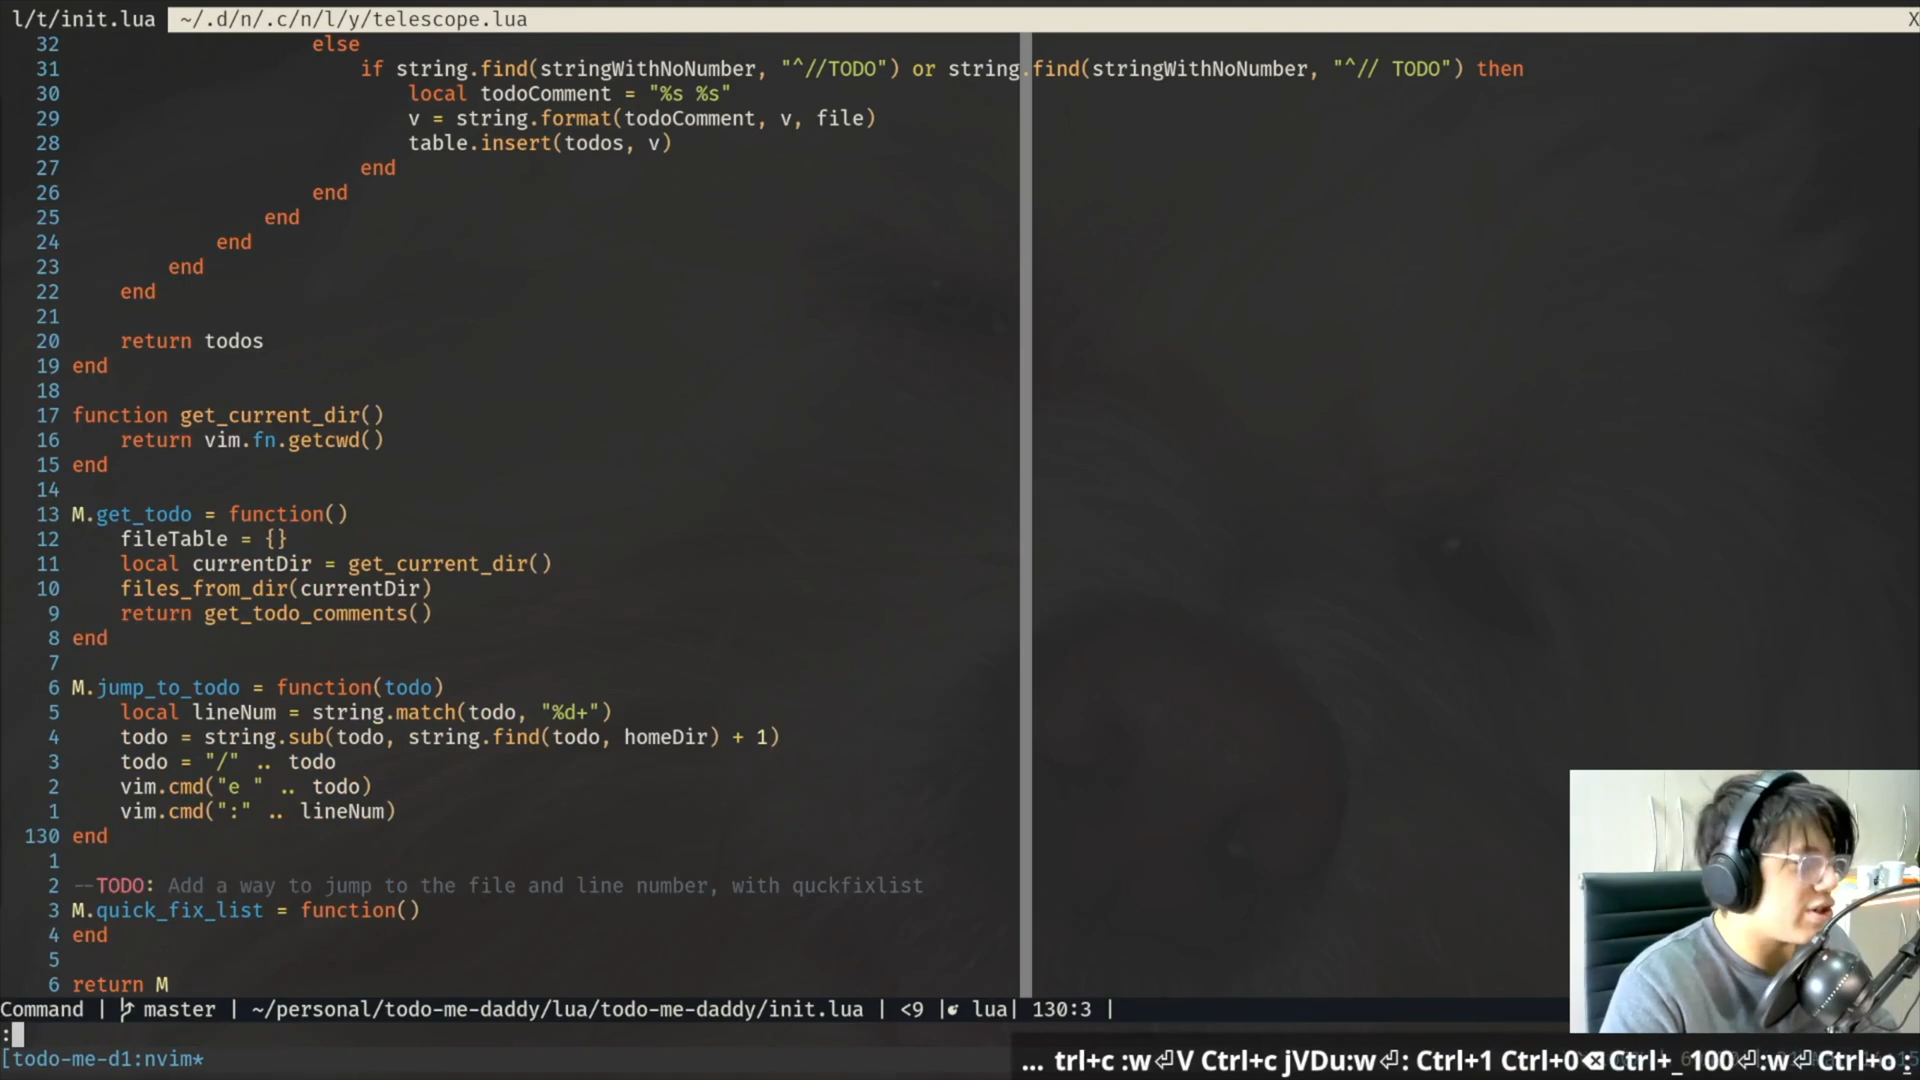 l/t/init.lua ~/.d/n/.c/n/l/y/telescope.lua X
32 else
31 if string.find(stringWithNoNumber, "^//TODO") or string.find(stringWithNoNumber, "^// TODO") then
30 local todoComment = "%s %s"
29 v = string.format(todoComment, v, file)
28 table.insert(todos, v)
27 end
26 end
25 end
24 end
23 end
22 end
21
20 return todos
19 end
18
17 function get_current_dir()
16 return vim.fn.getcwd()
15 end
14
13 M.get_todo = function()
12 fileTable = {}
11 local currentDir = get_current_dir()
10 files_from_dir(currentDir)
9 return get_todo_comments()
8 end
7
6 M.jump_to_todo = function(todo)
5 local lineNum = string.match(todo, "%d+")
4 todo = string.sub(todo, string.find(todo, homeDir) + 1)
3 todo = "/" .. todo
2 vim.cmd("e " .. todo)
1 vim.cmd(":" .. lineNum)
130 end
1
2 --TODO: Add a way to jump to the file and line number, with quckfixlist
3 M.quick_fix_list = function()
4 end
5
6 return M
Command | master | ~/personal/todo-me-daddy/lua/todo-me-daddy/init.lua | <9 | lua| 130:3 |
:
[todo-me-d1:nvim*
... trl+c :w⏎V Ctrl+c jVDu:w⏎: Ctrl+1 Ctrl+0⌫Ctrl+_100⏎:w⏎ Ctrl+o :